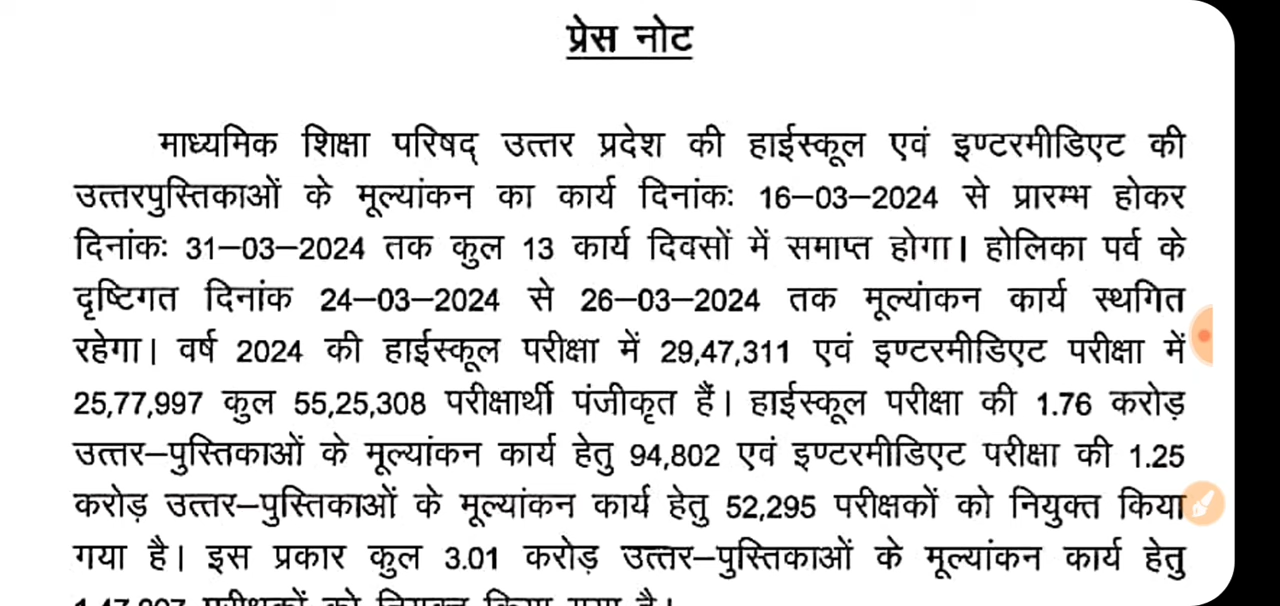 प्रेस नोट
माध्यमिक शिक्षा परिषद् उत्तर प्रदेश की हाईस्कूल एवं इण्टरमीडिएट की
उत्तरपुस्तिकाओं के मूल्यांकन का कार्य दिनांकः 16–03–2024 से प्रारम्भ होकर
दिनांकः 31–03–2024 तक कुल 13 कार्य दिवसों में समाप्त होगा। होलिका पर्व के
दृष्टिगत दिनांक 24–03–2024 से 26–03–2024 तक मूल्यांकन कार्य स्थगित
रहेगा। वर्ष 2024 की हाईस्कूल परीक्षा में 29,47,311 एवं इण्टरमीडिएट परीक्षा में
25,77,997 कुल 55,25,308 परीक्षार्थी पंजीकृत हैं। हाईस्कूल परीक्षा की 1.76 करोड़
उत्तर–पुस्तिकाओं के मूल्यांकन कार्य हेतु 94,802 एवं इण्टरमीडिएट परीक्षा की 1.25
करोड़ उत्तर–पुस्तिकाओं के मूल्यांकन कार्य हेतु 52,295 परीक्षकों को नियुक्त किया
गया है। इस प्रकार कुल 3.01 करोड़ उत्तर–पुस्तिकाओं के मूल्यांकन कार्य हेतु
परीक्षकों को नियुक्त किया गया है।